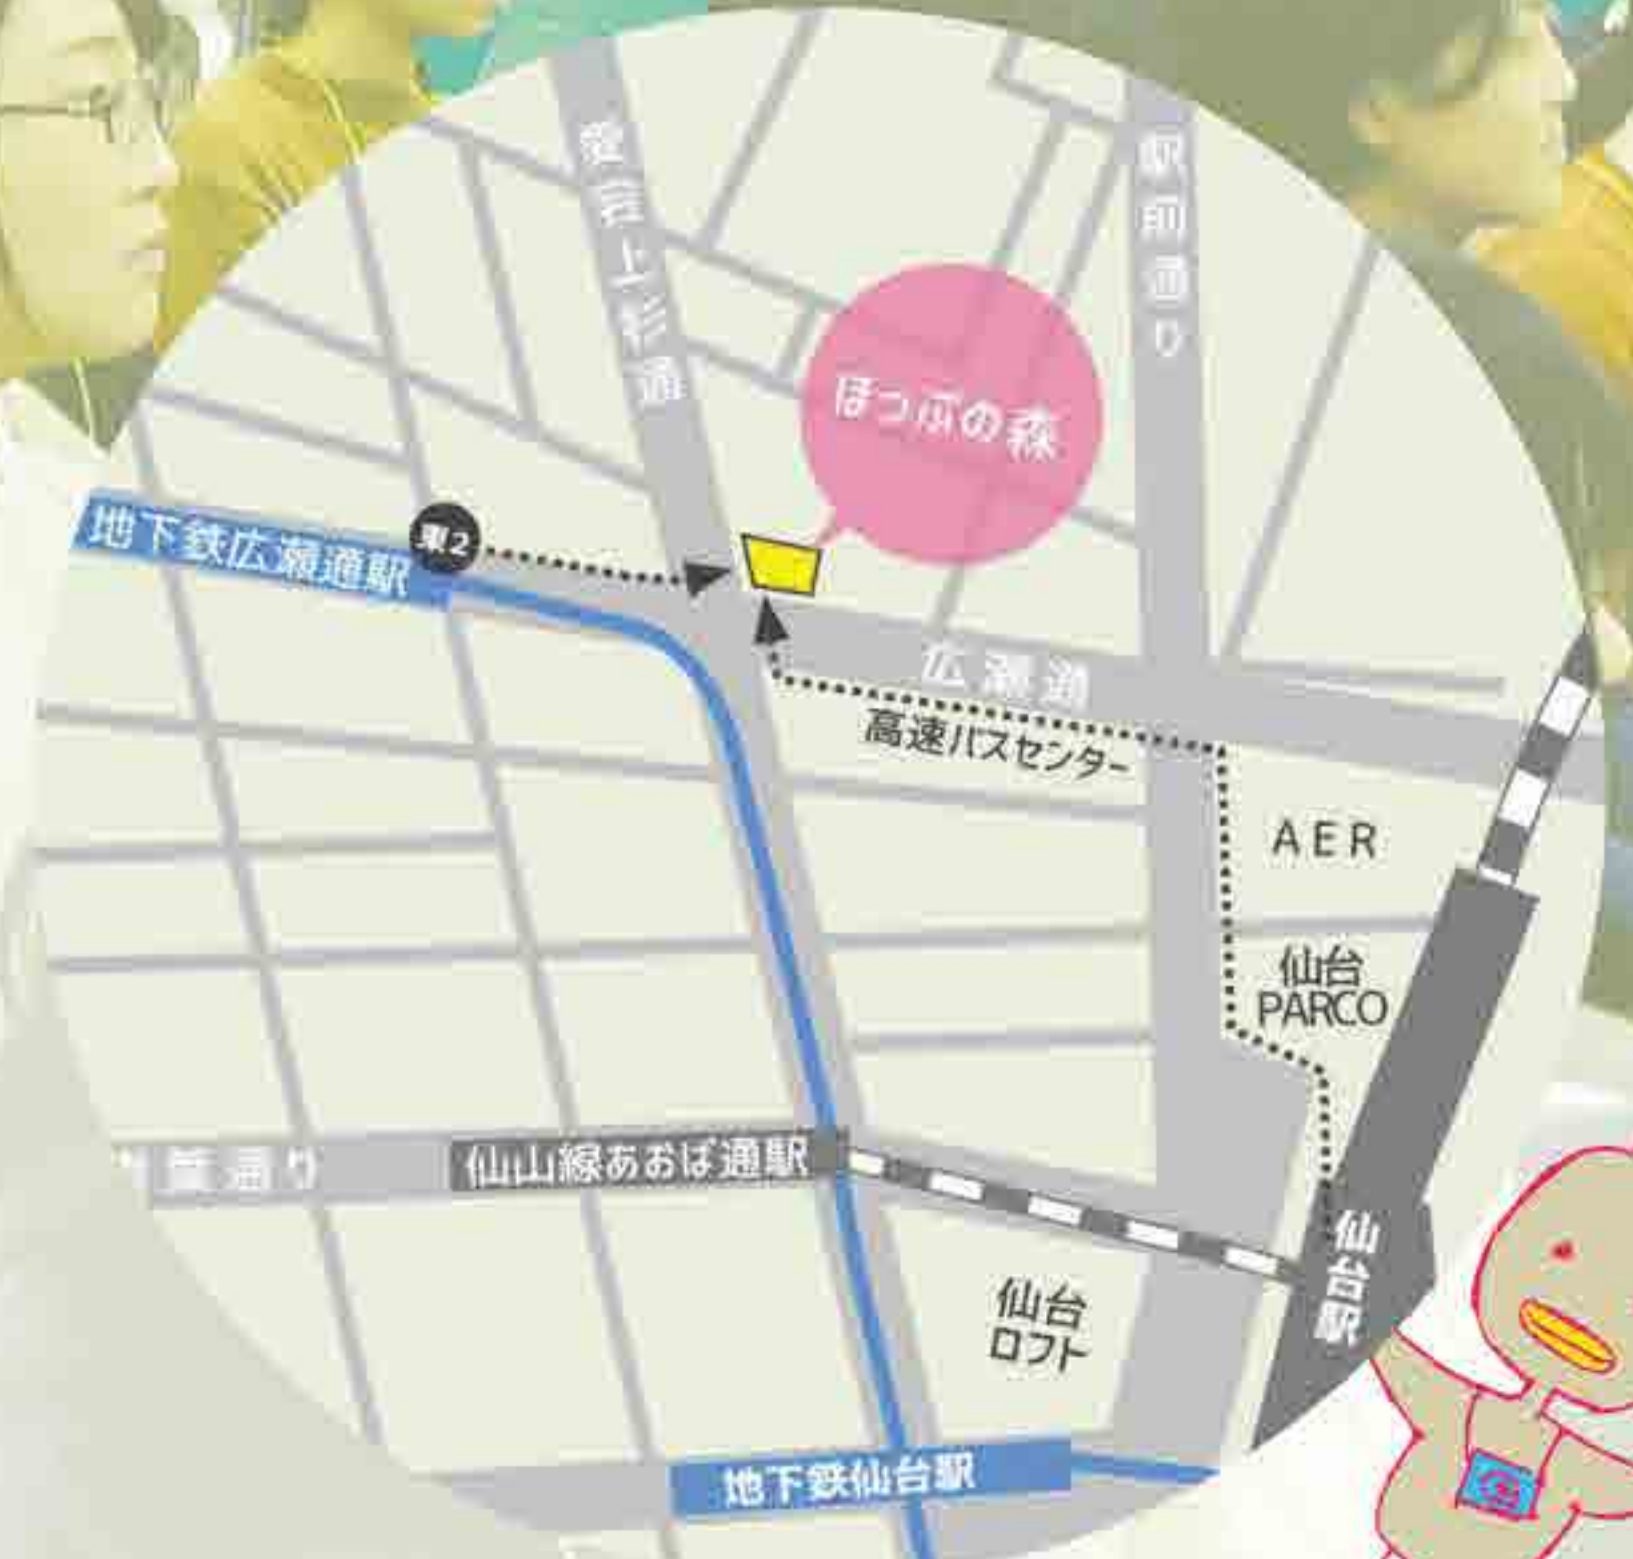 愛宕上杉通
駅前通り
ほっぷの森
地下鉄広瀬通駅
東2
広瀬通
高速バスセンター
AER
仙台
PARCO
葉通り
仙山線あおば通駅
仙台駅
仙台
ロフト
地下鉄仙台駅